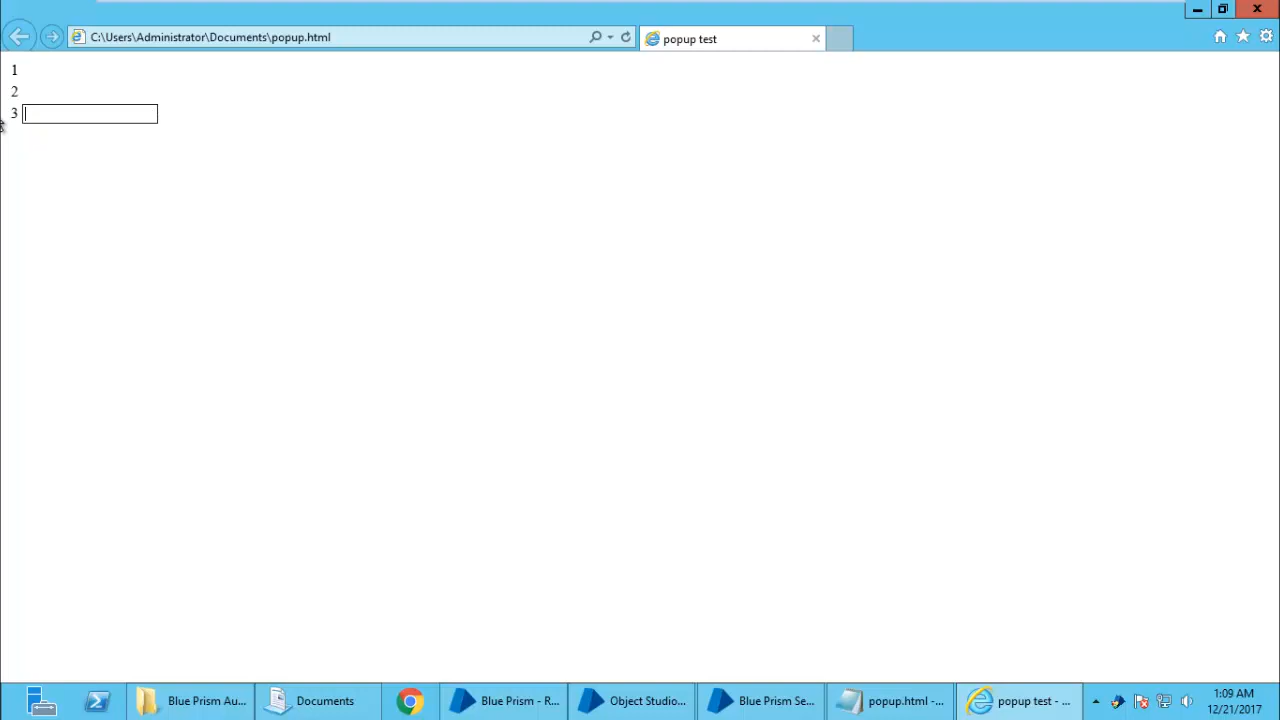 C:\Users\Administrator\Documents\popup.html
popup test
1
2
3
Blue Prism Au...
Documents
Blue Prism - R...
Object Studio...
Blue Prism Se...
popup.html -...
popup test - ...
1:09 AM
12/21/2017